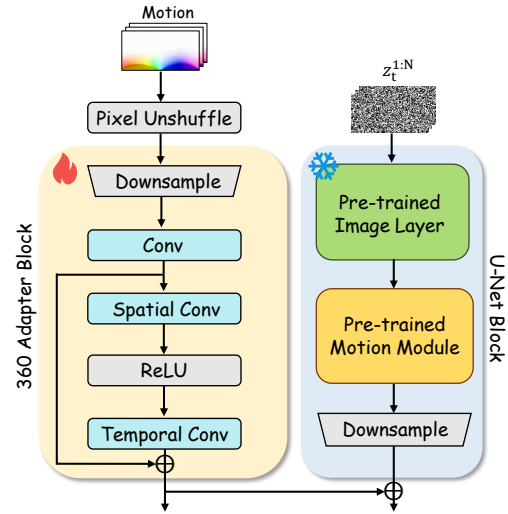 Motion
Pixel Unshuffle
360 Adapter Block
Downsample
Conv
Spatial Conv
ReLU
Temporal Conv
z_t^{1:N}
Pre-trained
Image Layer
Pre-trained
Motion Module
Downsample
U-Net Block